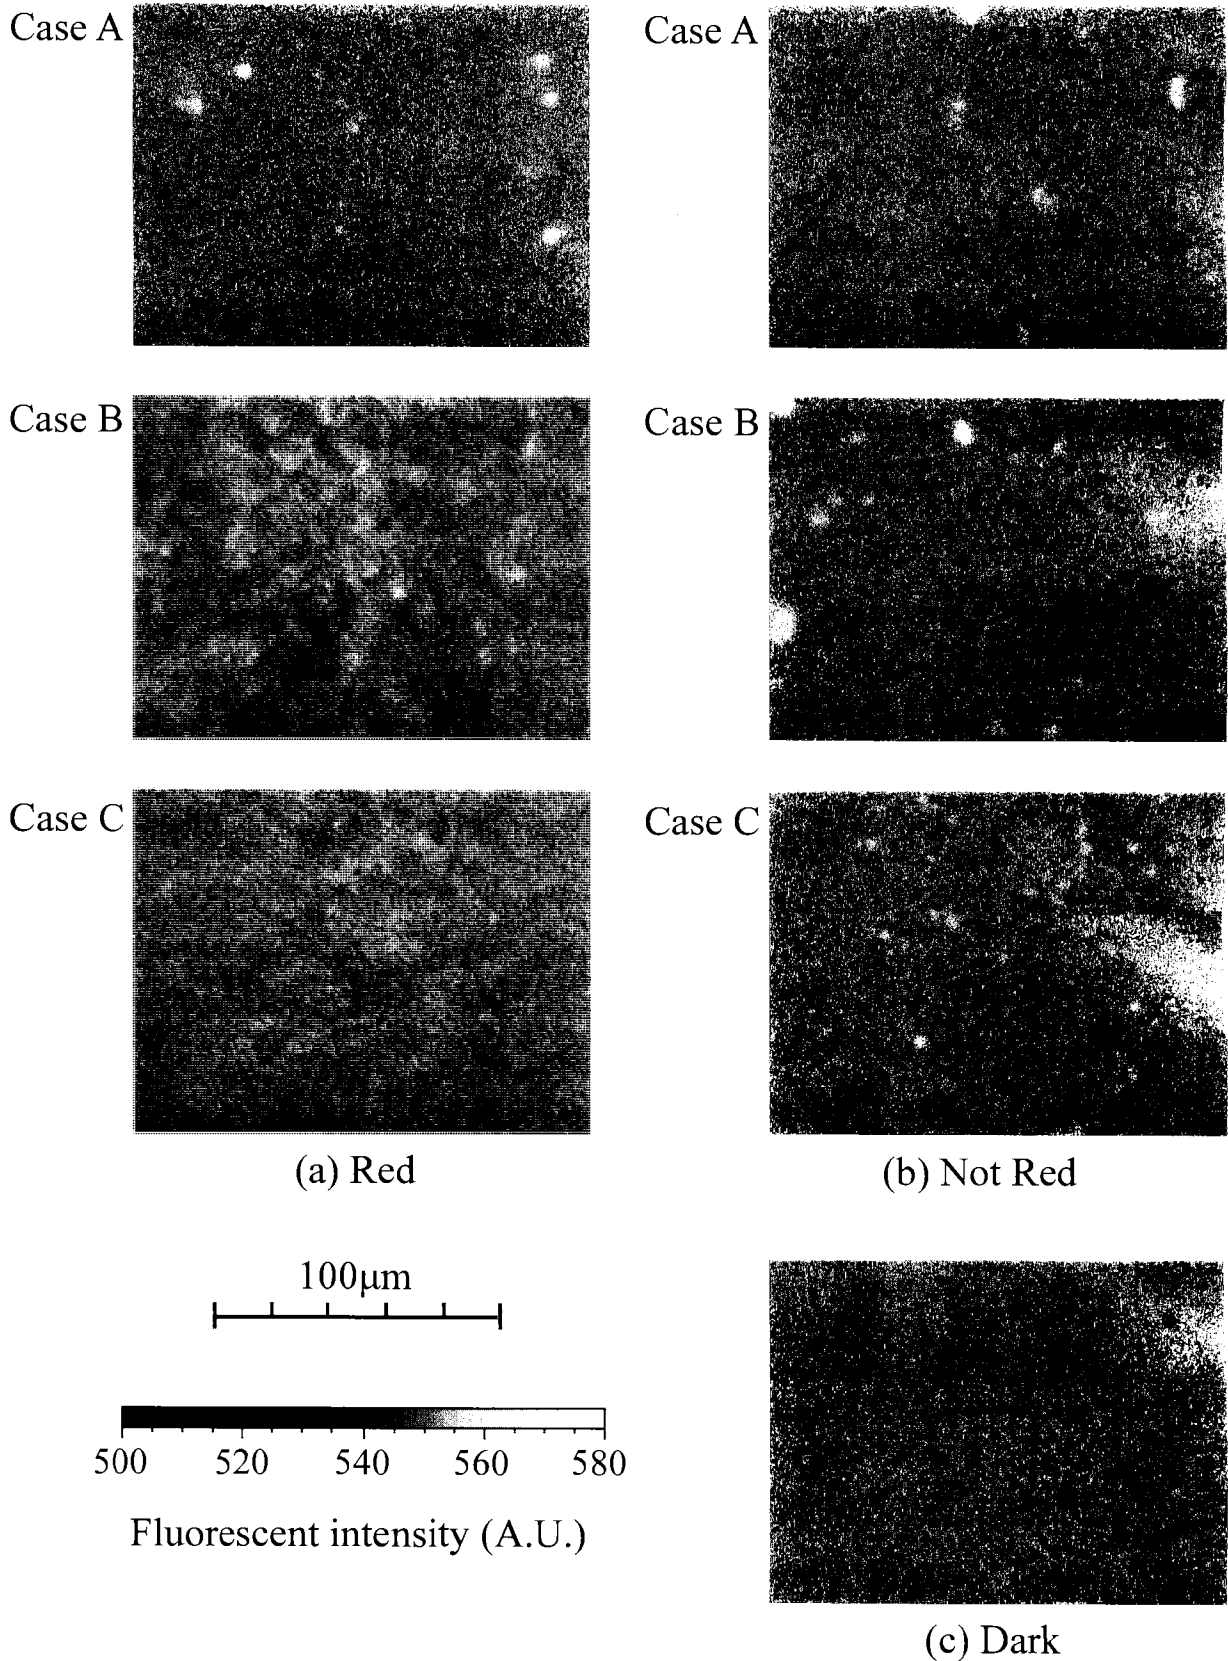 Case A
Case A
Case B
Case B
Case C
Case C
(a) Red
(b) Not Red
100μm
500 520 540 560 580
Fluorescent intensity (A.U.)
(c) Dark